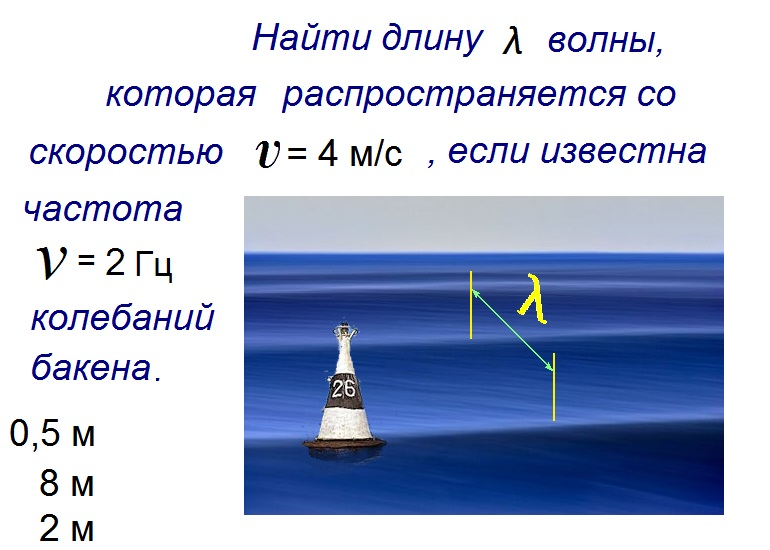 Найти длину λ волны,
которая распространяется со
скоростью υ = 4 м/с , если известна
частота
ν = 2 Гц
колебаний
бакена.
λ
26
0,5 м
8 м
2 м